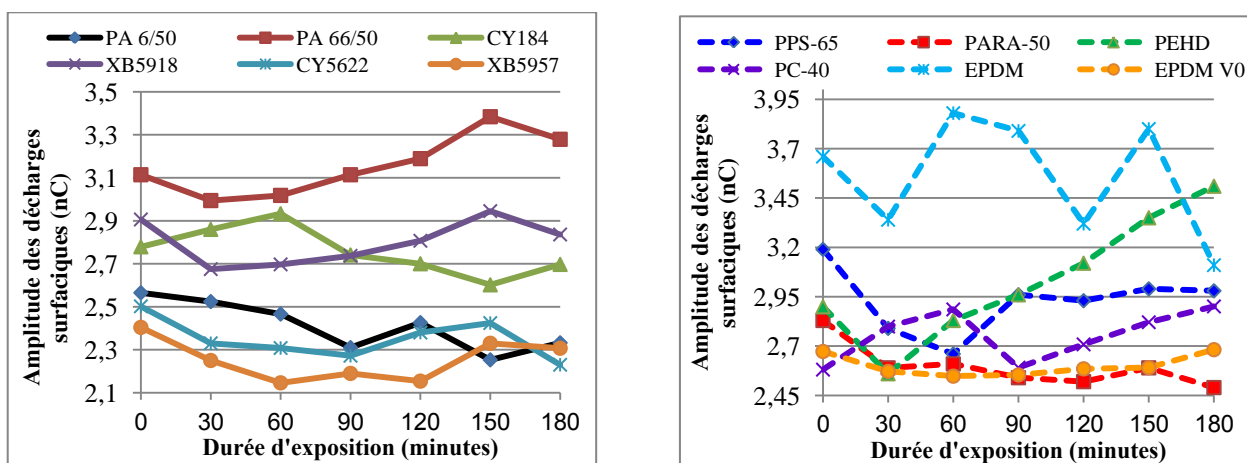 PA 6/50 PA 66/50 CY184
XB5918 CY5622 XB5957
Amplitude des décharges
surfaciques (nC)
3,5
3,3
3,1
2,9
2,7
2,5
2,3
2,1
0 30 60 90 120 150 180
Durée d'exposition (minutes)
PPS-65 PARA-50 PEHD
PC-40 EPDM EPDM V0
Amplitude des décharges
surfaciques (nC)
3,95
3,7
3,45
3,2
2,95
2,7
2,45
0 30 60 90 120 150 180
Durée d'exposition (minutes)